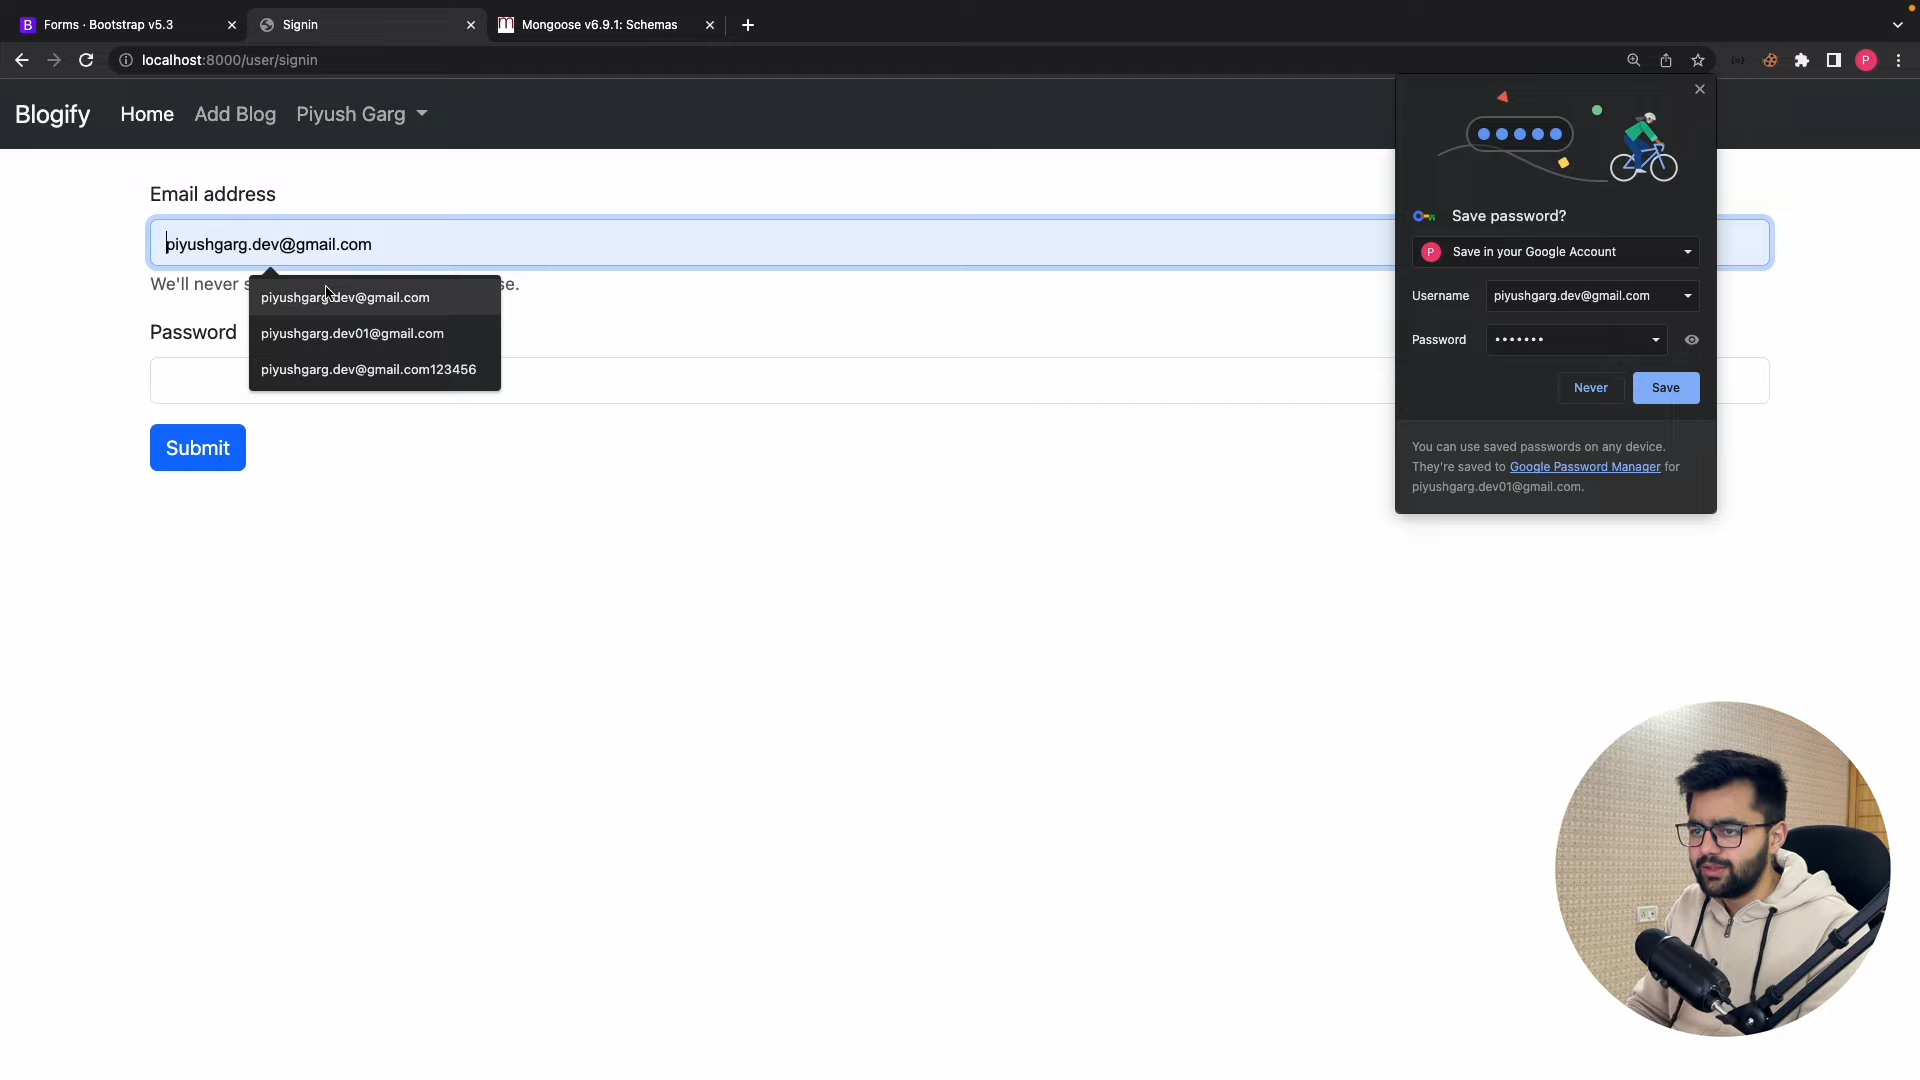 Forms · Bootstrap v5.3
Signin
Mongoose v6.9.1: Schemas
localhost:8000/user/signin
P
Blogify
Home
Add Blog
Piyush Garg
Email address
piyushgarg.dev@gmail.com
We'll never s
se.
piyushgarg.dev@gmail.com
piyushgarg.dev01@gmail.com
piyushgarg.dev@gmail.com123456
Password
Submit
Save password?
P Save in your Google Account
Username piyushgarg.dev@gmail.com
Password •••••••
Never Save
You can use saved passwords on any device.
They're saved to Google Password Manager for
piyushgarg.dev01@gmail.com.